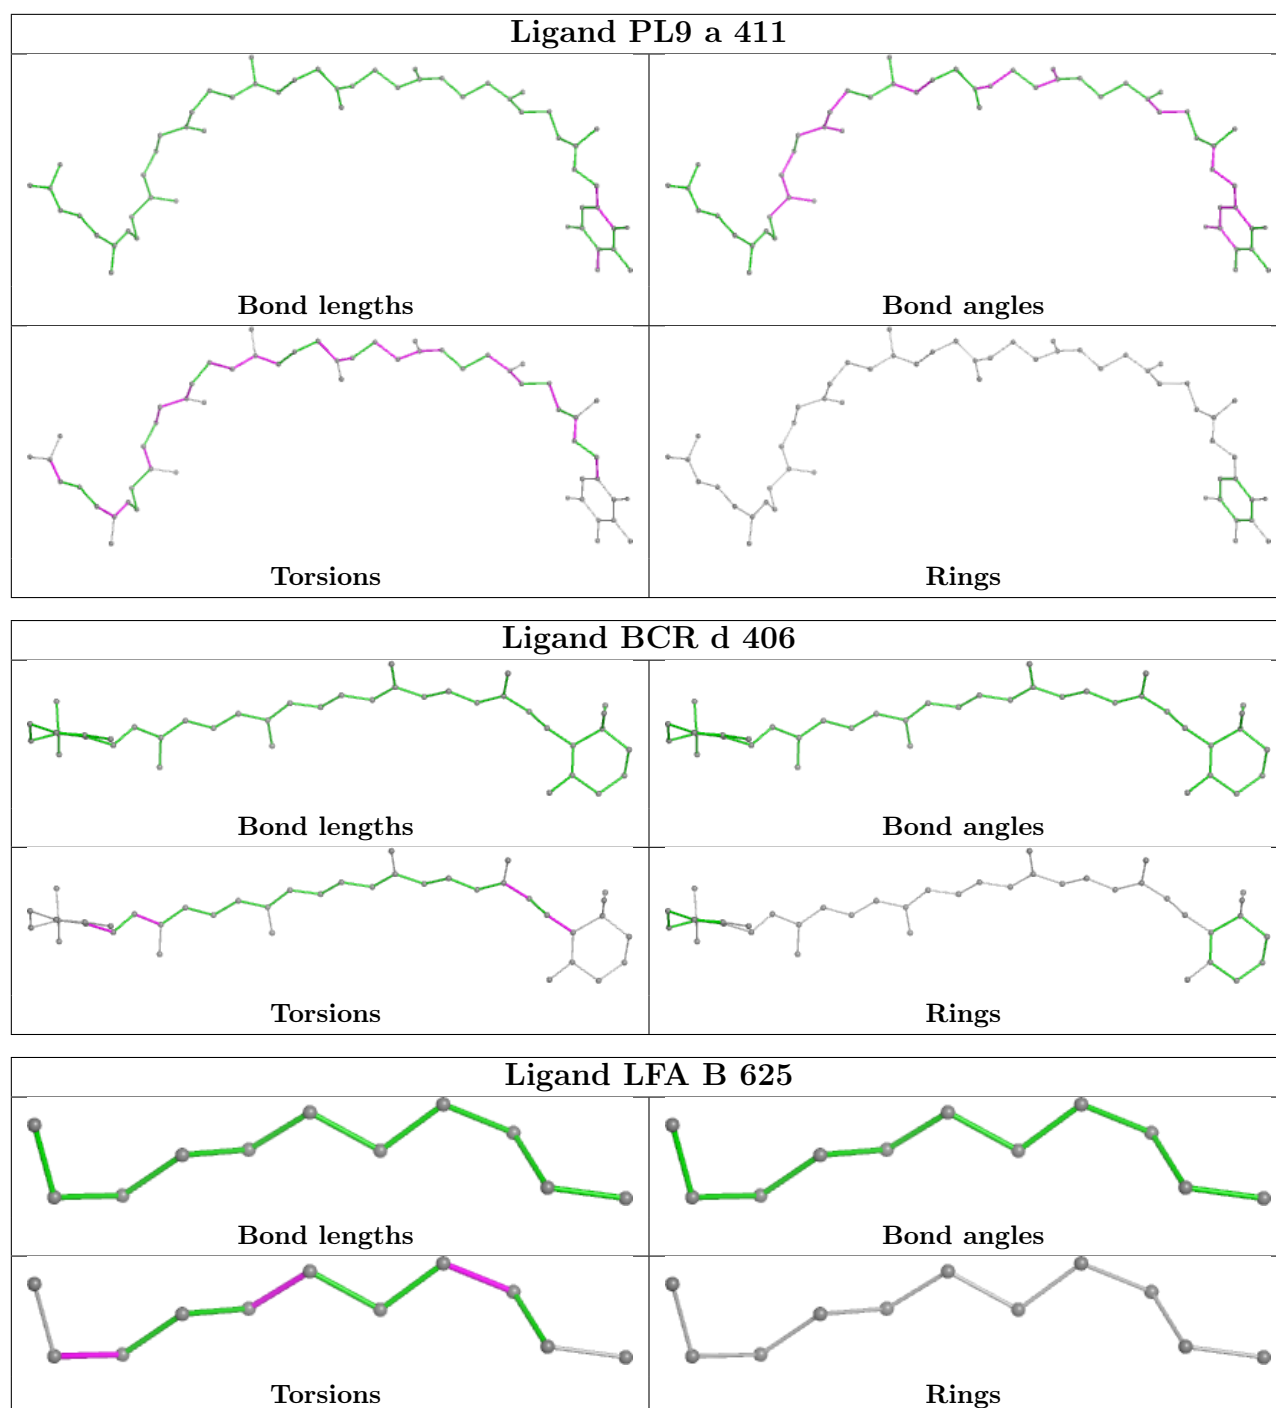 Ligand PL9 a 411
Bond lengths
Bond angles
Torsions
Rings
Ligand BCR d 406
Bond lengths
Bond angles
Torsions
Rings
Ligand LFA B 625
Bond lengths
Bond angles
Torsions
Rings